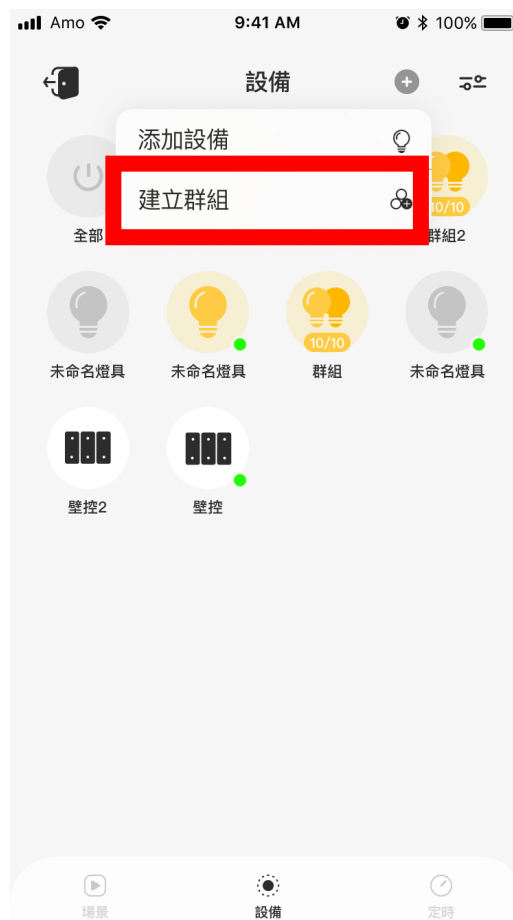 Amo 9:41 AM 100%
設備
添加設備
建立群組
10/10
全部 群組2
10/10
未命名燈具 未命名燈具 群組 未命名燈具
壁控2 壁控
場景 設備 定時